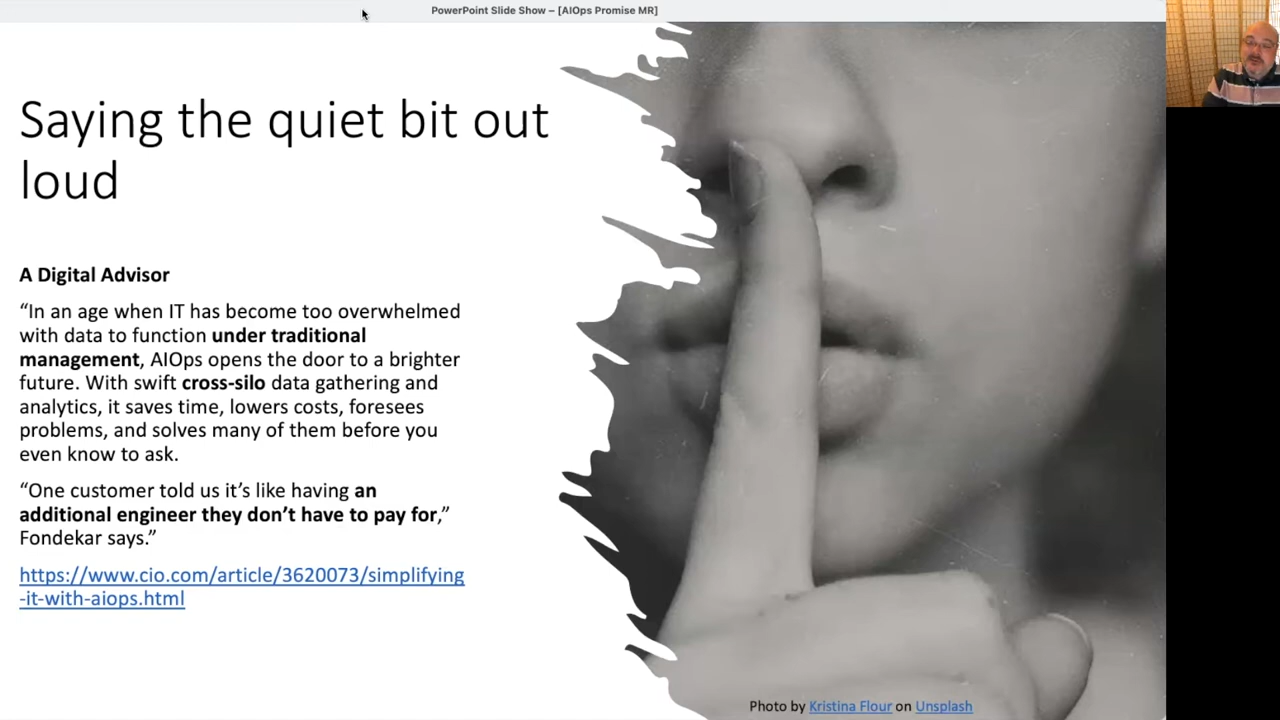 PowerPoint Slide Show – [AIOps Promise MR]
Saying the quiet bit out
loud
A Digital Advisor
“In an age when IT has become too overwhelmed
with data to function under traditional
management, AIOps opens the door to a brighter
future. With swift cross-silo data gathering and
analytics, it saves time, lowers costs, foresees
problems, and solves many of them before you
even know to ask.
“One customer told us it’s like having an
additional engineer they don’t have to pay for,”
Fondekar says.”
https://www.cio.com/article/3620073/simplifying
-it-with-aiops.html
Photo by Kristina Flour on Unsplash